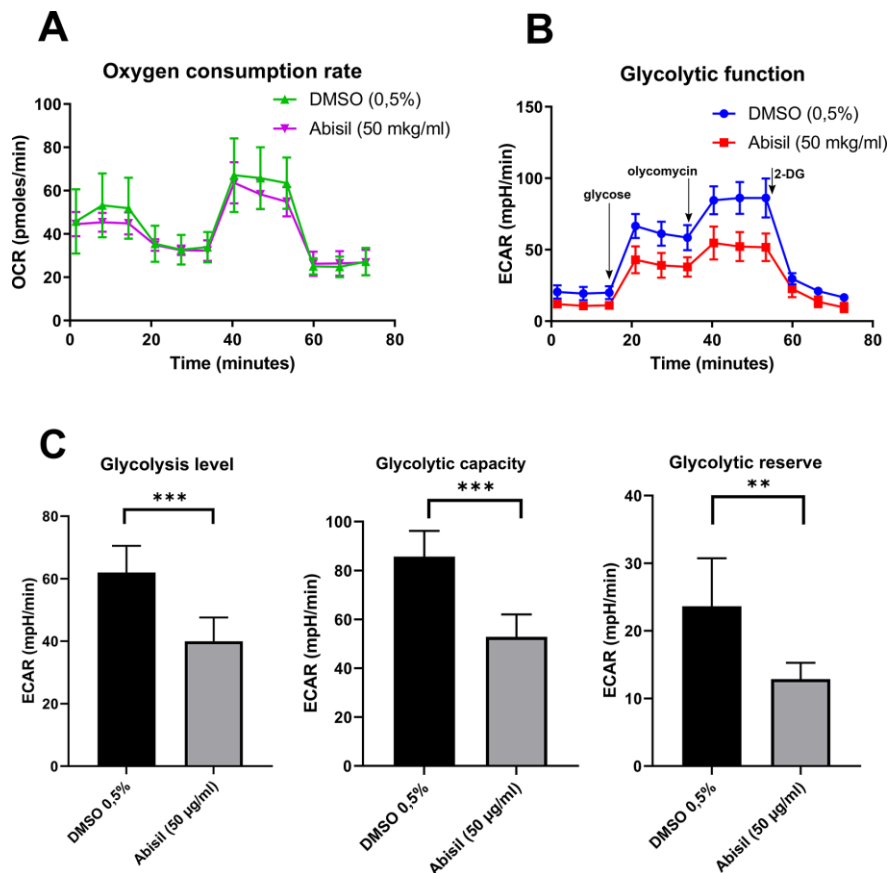 A
Oxygen consumption rate
DMSO (0,5%)
Abisil (50 mkg/ml)
OCR (pmoles/min)
100
80
60
40
20
0
0 20 40 60 80
Time (minutes)
B
Glycolytic function
DMSO (0,5%)
Abisil (50 mkg/ml)
ECAR (mpH/min)
150
100
50
0
glycose
olycomycin
2-DG
0 20 40 60 80
Time (minutes)
C
Glycolysis level
***
ECAR (mpH/min)
80
60
40
20
0
DMSO 0,5%
Abisil (50 µg/ml)
Glycolytic capacity
***
ECAR (mpH/min)
100
80
60
40
20
0
DMSO 0,5%
Abisil (50 µg/ml)
Glycolytic reserve
**
ECAR (mpH/min)
40
30
20
10
0
DMSO 0,5%
Abisil (50 µg/ml)